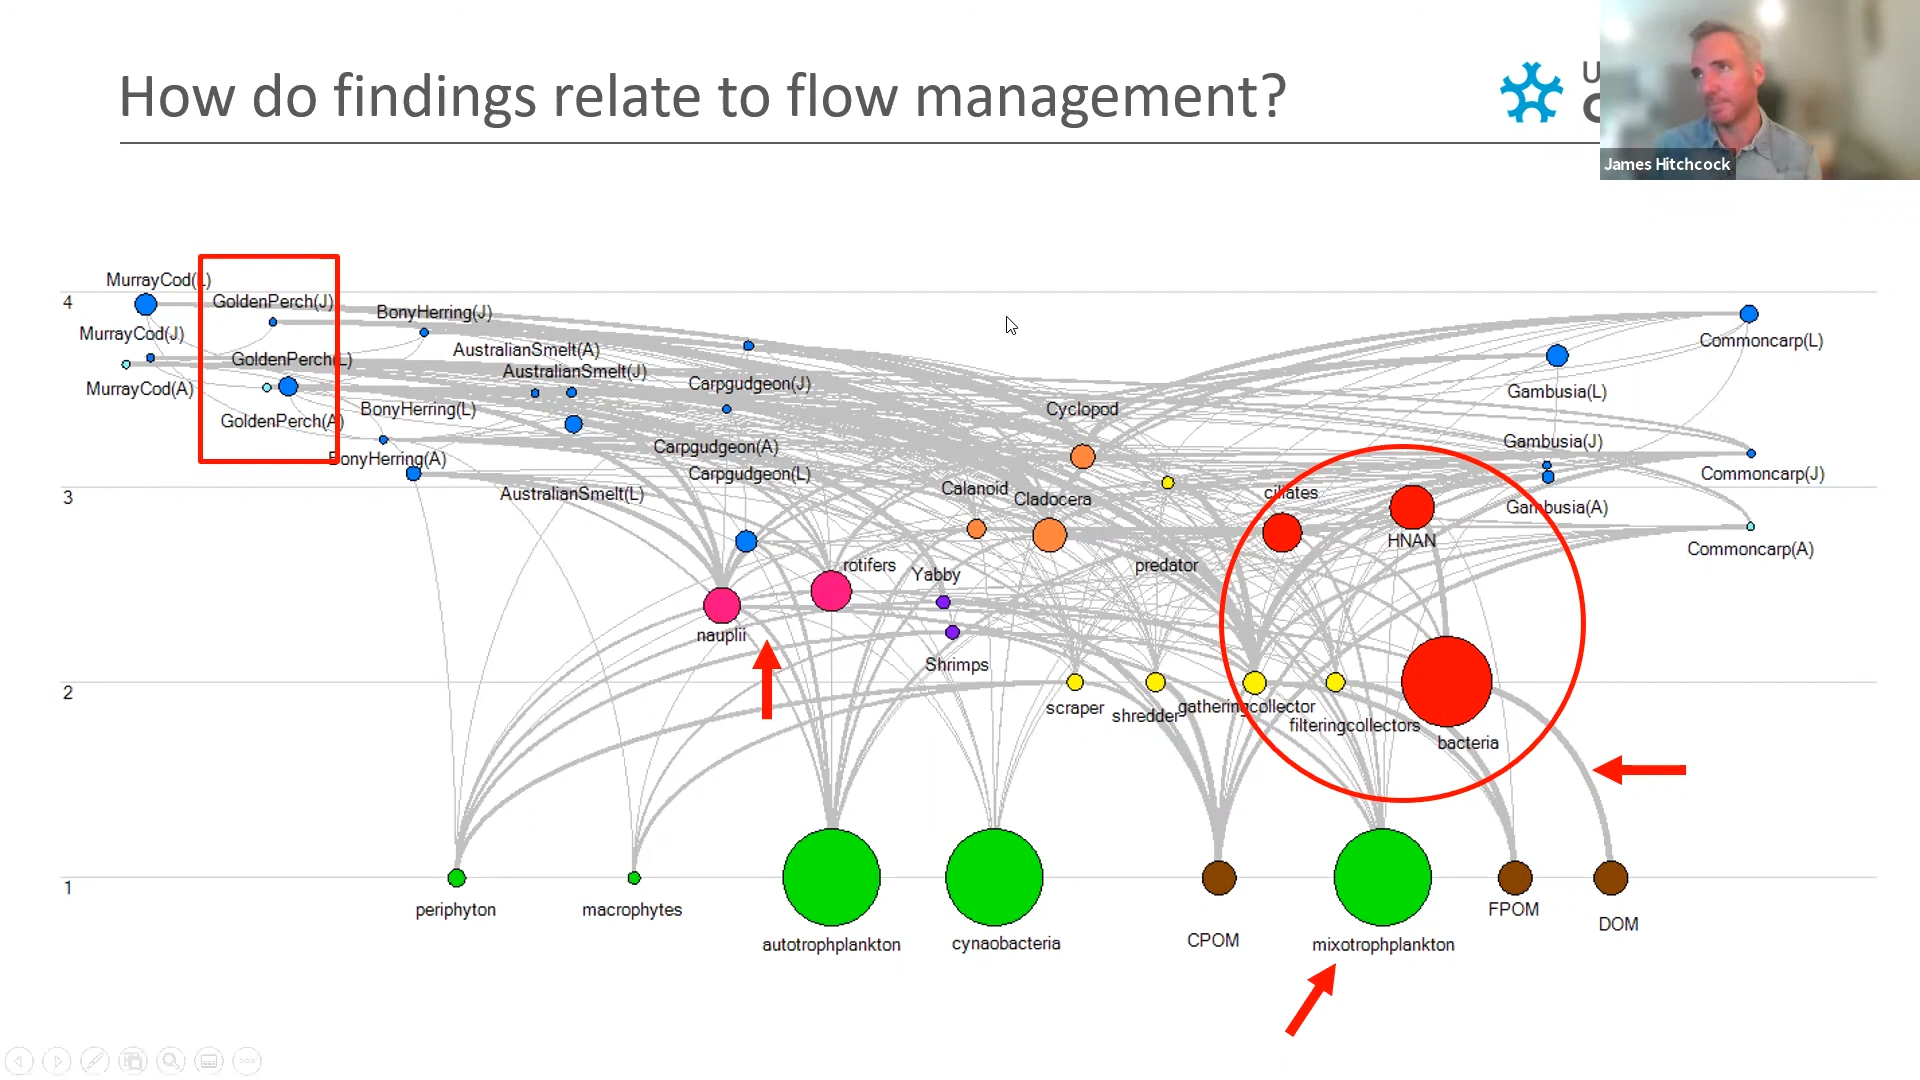 How do findings relate to flow management?
U
C
James Hitchcock
4
MurrayCod(L)
GoldenPerch(J)
BonyHerring(J)
MurrayCod(J)
GoldenPerch(L)
AustralianSmelt(A)
AustralianSmelt(J)
Carpgudgeon(J)
MurrayCod(A)
GoldenPerch(A)
BonyHerring(L)
Cyclopod
Commoncarp(L)
Gambusia(L)
Carpgudgeon(A)
Gambusia(J)
BonyHerring(A)
Carpgudgeon(L)
Commoncarp(J)
3
AustralianSmelt(L)
Calanoid
Cladocera
ciliates
Gambusia(A)
HNAN
Commoncarp(A)
rotifers
Yabby
predator
nauplii
Shrimps
2
scraper
shredder
gatheringcollector
filteringcollectors
bacteria
1
periphyton
macrophytes
autotrophplankton
cynaobacteria
CPOM
mixotrophplankton
FPOM
DOM